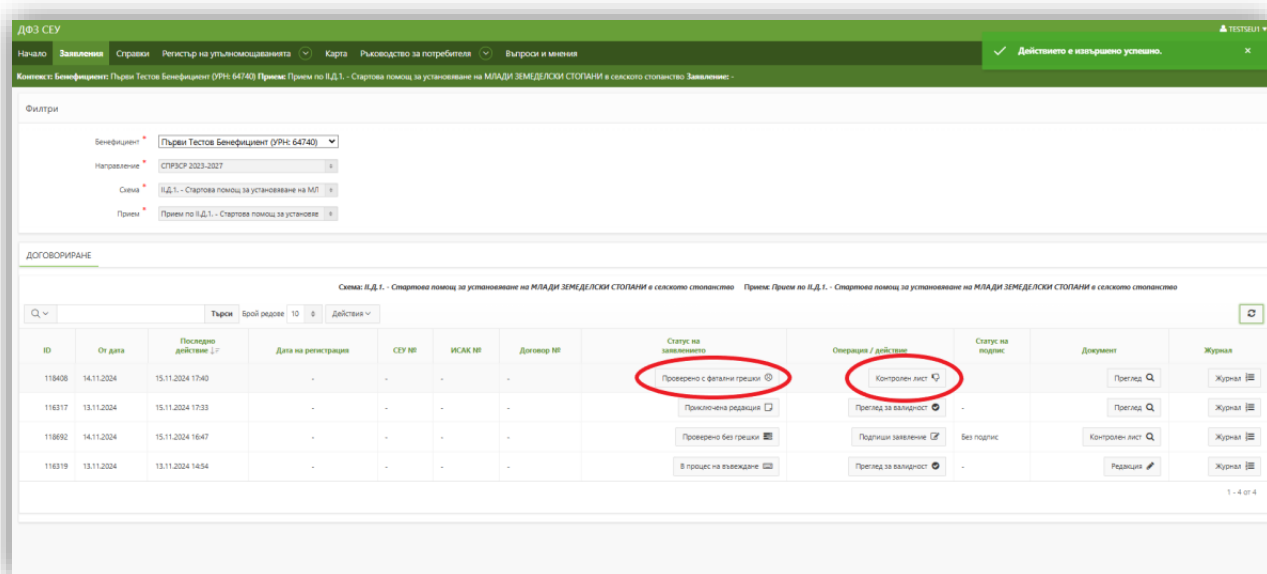 ДФЗ СЕУ TESTSEU1
Начало Заявления Справки Регистър на упълномощаванията Карта Ръководство за потребителя Въпроси и мнения
Действието е извършено успешно. ×
Контекст: Бенефициент: Първи Тестов Бенефициент (УРН: 64740) Прием: Прием по II.Д.1. - Стартова помощ за установяване на МЛАДИ ЗЕМЕДЕЛСКИ СТОПАНИ в селското стопанство Заявление: -
Филтри
Бенефициент * Първи Тестов Бенефициент (УРН: 64740)
Направление * СПРЗСР 2023-2027
Схема * II.Д.1. - Стартова помощ за установяване на МЛ
Прием * Прием по II.Д.1. - Стартова помощ за установяв
ДОГОВОРИРАНЕ
Схема: II.Д.1. - Стартова помощ за установяване на МЛАДИ ЗЕМЕДЕЛСКИ СТОПАНИ в селското стопанство Прием: Прием по II.Д.1. - Стартова помощ за установяване на МЛАДИ ЗЕМЕДЕЛСКИ СТОПАНИ в селското стопанство
Търси Брой редове 10 Действия
ID От дата Последно действие Дата на регистрация СЕУ № ИСАК № Договор № Статус на заявлението Операция / действие Статус на подпис Документ Журнал
118408 14.11.2024 15.11.2024 17:40 - - - - Проверено с фатални грешки Контролен лист Преглед Журнал
116317 13.11.2024 15.11.2024 17:33 - - - - Приключена редакция Преглед за валидност - Преглед Журнал
118692 14.11.2024 15.11.2024 16:47 - - - - Проверено без грешки Подпиши заявление Без подпис Контролен лист Журнал
116319 13.11.2024 13.11.2024 14:54 - - - - В процес на въвеждане Преглед за валидност - Редакция Журнал
1 - 4 от 4